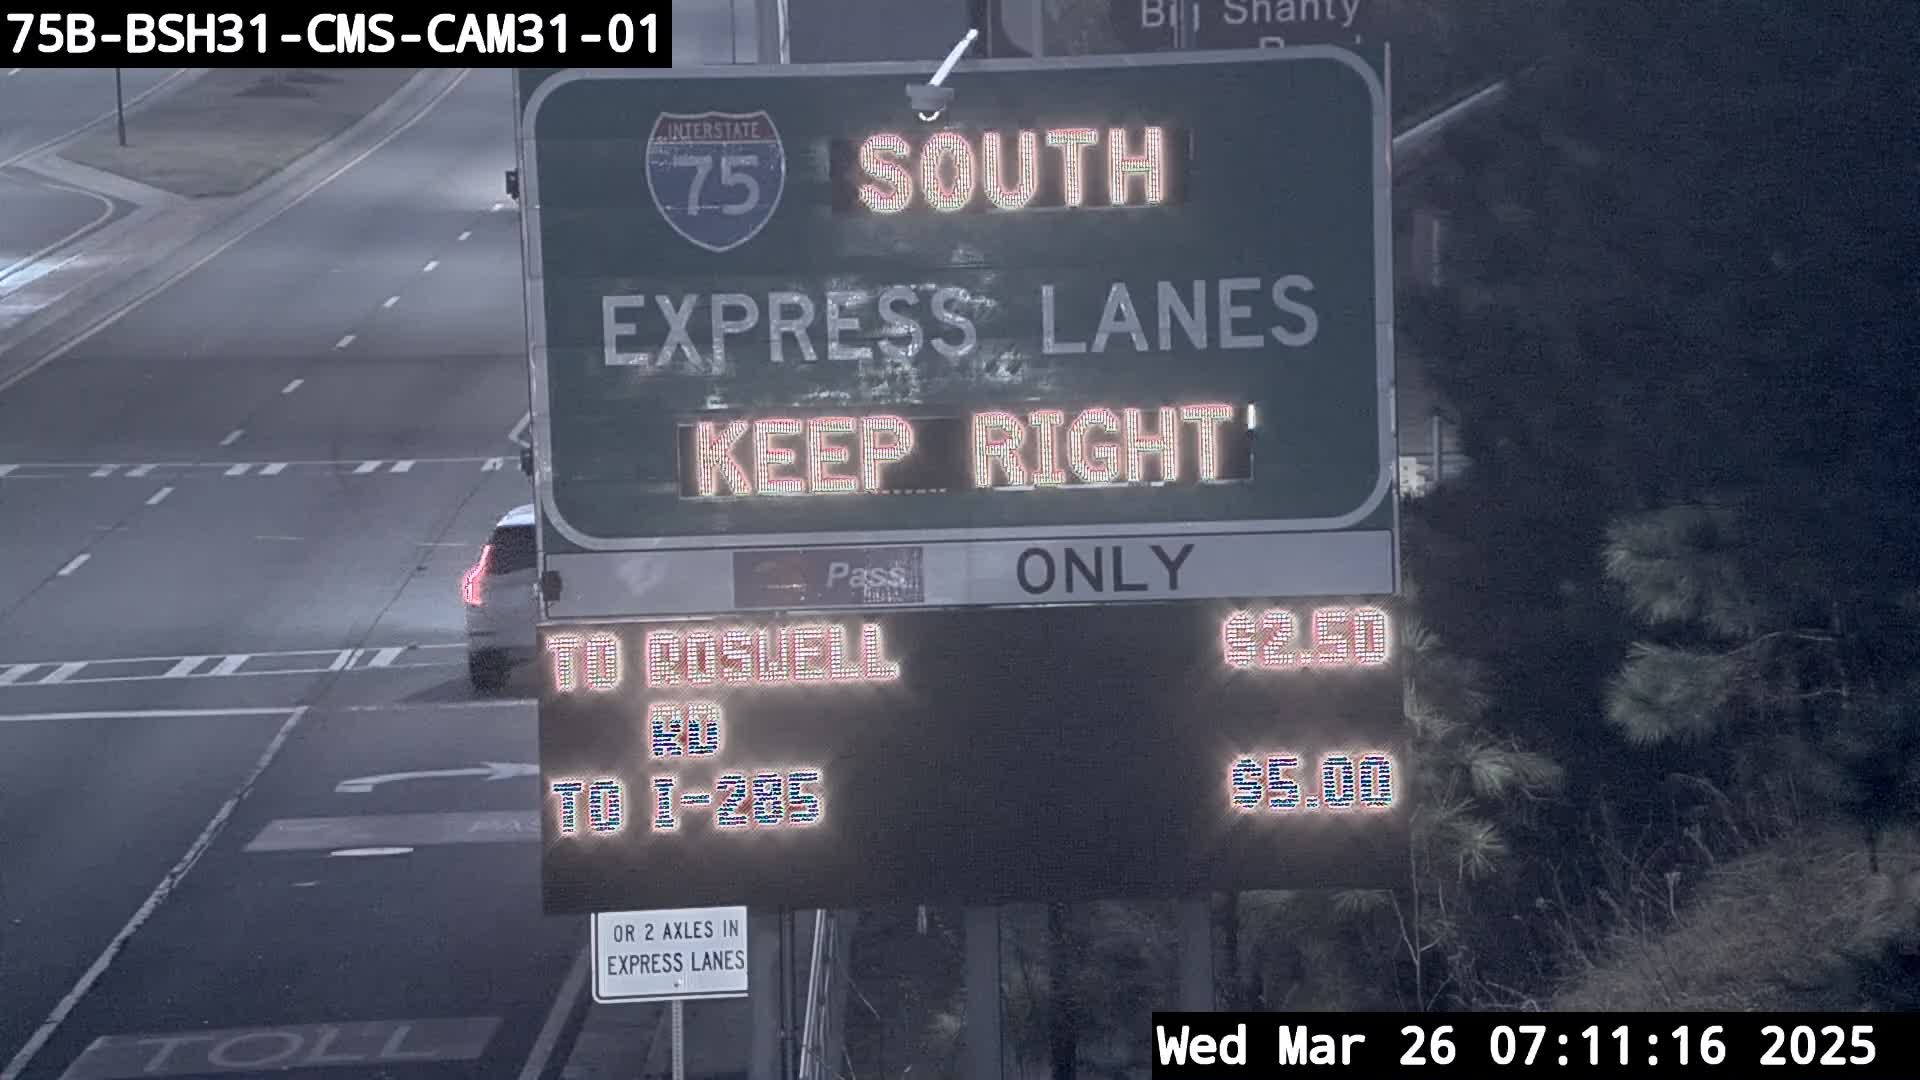 75B-BSH31-CMS-CAM31-01
Big Shanty
INTERSTATE
75
SOUTH
EXPRESS LANES
KEEP RIGHT
Pass
ONLY
TO ROSWELL $2.50
RD
TO I-285 $5.00
OR 2 AXLES IN
EXPRESS LANES
TOLL
Wed Mar 26 07:11:16 2025